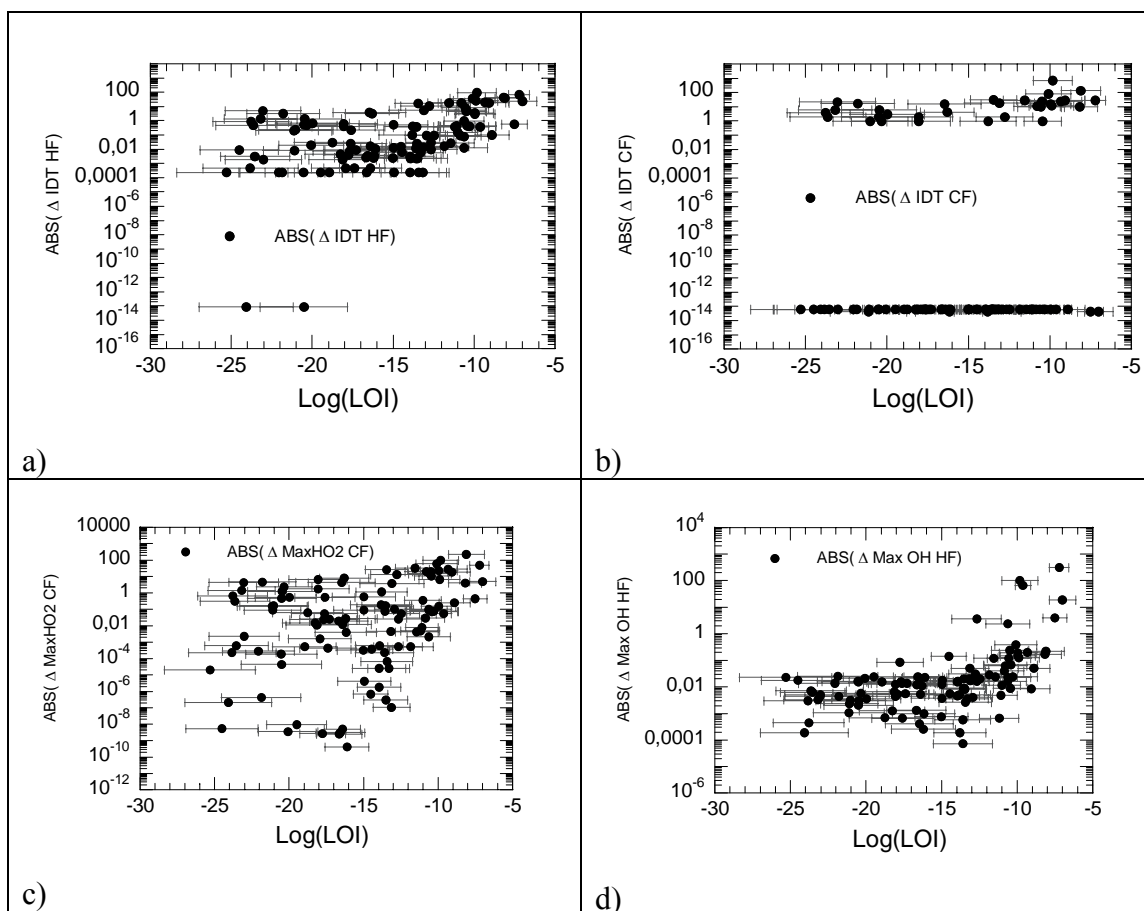 100
1
0,01
0,0001
10-6
10-8
10-10
10-12
10-14
10-16
ABS( Δ IDT HF)
ABS( Δ IDT HF)
-30 -25 -20 -15 -10 -5
Log(LOI)
a)
100
1
0,01
0,0001
10-6
10-8
10-10
10-12
10-14
10-16
ABS( Δ IDT CF)
ABS( Δ IDT CF)
-30 -25 -20 -15 -10 -5
Log(LOI)
b)
10000
100
1
0,01
10-4
10-6
10-8
10-10
10-12
ABS( Δ MaxHO2 CF)
ABS( Δ MaxHO2 CF)
-30 -25 -20 -15 -10 -5
Log(LOI)
c)
104
100
1
0,01
0,0001
10-6
ABS( Δ Max OH HF)
ABS( Δ Max OH HF)
-30 -25 -20 -15 -10 -5
Log(LOI)
d)